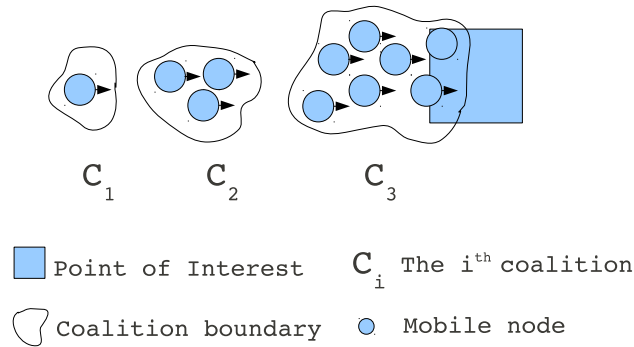 C1 C2 C3
Point of Interest
Ci The ith coalition
Coalition boundary
Mobile node